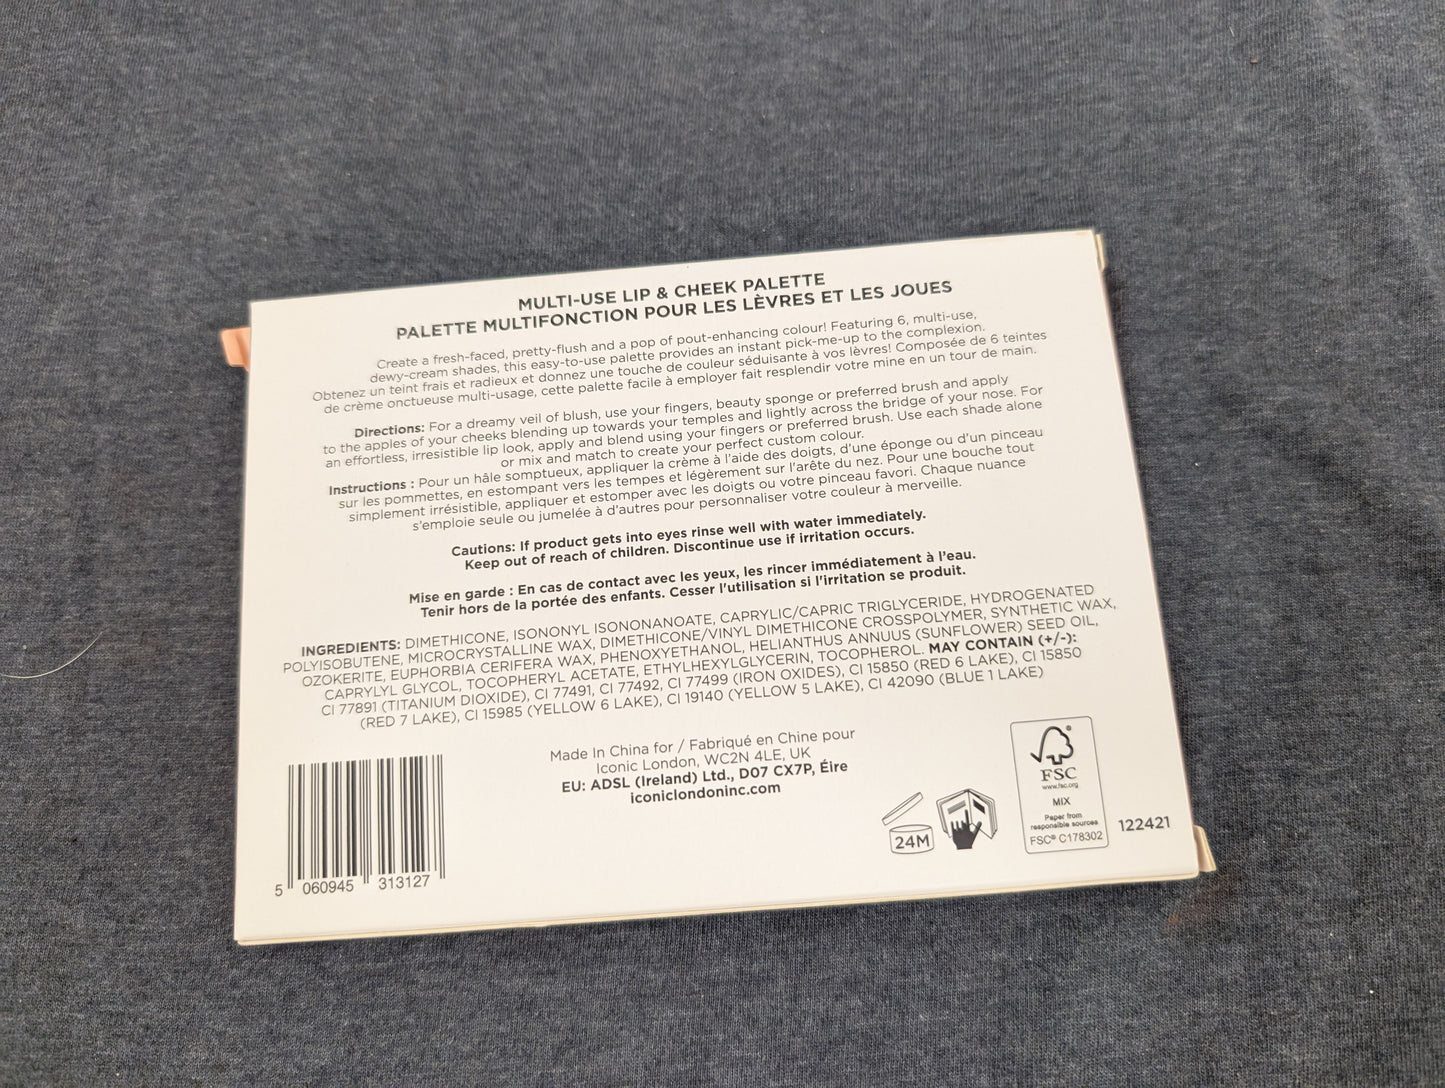 MULTI-USE LIP & CHEEK PALETTE
PALETTE MULTIFONCTION POUR LES LÈVRES ET LES JOUES
Create a fresh-faced, pretty-flush and a pop of pout-enhancing colour! Featuring 6, multi-use,
dewy-cream shades, this easy-to-use palette provides an instant pick-me-up to the complexion.
Obtenez un teint frais et radieux et donnez une touche de couleur séduisante à vos lèvres! Composée de 6 teintes
de crème onctueuse multi-usage, cette palette facile à employer fait resplendir votre mine en un tour de main.
Directions: For a dreamy veil of blush, use your fingers, beauty sponge or preferred brush and apply
to the apples of your cheeks blending up towards your temples and lightly across the bridge of your nose. For
an effortless, irresistible lip look, apply and blend using your fingers or preferred brush. Use each shade alone
or mix and match to create your perfect custom colour.
Instructions : Pour un hâle somptueux, appliquer la crème à l'aide des doigts, d'une éponge ou d'un pinceau
sur les pommettes, en estompant vers les tempes et légèrement sur l'arête du nez. Pour une bouche tout
simplement irrésistible, appliquer et estomper avec les doigts ou votre pinceau favori. Chaque nuance
s'emploie seule ou jumelée à d'autres pour personnaliser votre couleur à merveille.
Cautions: If product gets into eyes rinse well with water immediately.
Keep out of reach of children. Discontinue use if irritation occurs.
Mise en garde : En cas de contact avec les yeux, les rincer immédiatement à l'eau.
Tenir hors de la portée des enfants. Cesser l'utilisation si l'irritation se produit.
INGREDIENTS: DIMETHICONE, ISONONYL ISONONANOATE, CAPRYLIC/CAPRIC TRIGLYCERIDE, HYDROGENATED
POLYISOBUTENE, MICROCRYSTALLINE WAX, DIMETHICONE/VINYL DIMETHICONE CROSSPOLYMER, SYNTHETIC WAX,
OZOKERITE, EUPHORBIA CERIFERA WAX, PHENOXYETHANOL, HELIANTHUS ANNUUS (SUNFLOWER) SEED OIL,
CAPRYLYL GLYCOL, TOCOPHERYL ACETATE, ETHYLHEXYLGLYCERIN, TOCOPHEROL. MAY CONTAIN (+/-):
CI 77891 (TITANIUM DIOXIDE), CI 77491, CI 77492, CI 77499 (IRON OXIDES), CI 15850 (RED 6 LAKE), CI 15850
(RED 7 LAKE), CI 15985 (YELLOW 6 LAKE), CI 19140 (YELLOW 5 LAKE), CI 42090 (BLUE 1 LAKE)
Made In China for / Fabriqué en Chine pour
Iconic London, WC2N 4LE, UK
EU: ADSL (Ireland) Ltd., D07 CX7P, Éire
iconiclondoninc.com
5 060945 313127
24M
FSC
www.fsc.org
MIX
Paper from
responsible sources
FSC® C178302
122421